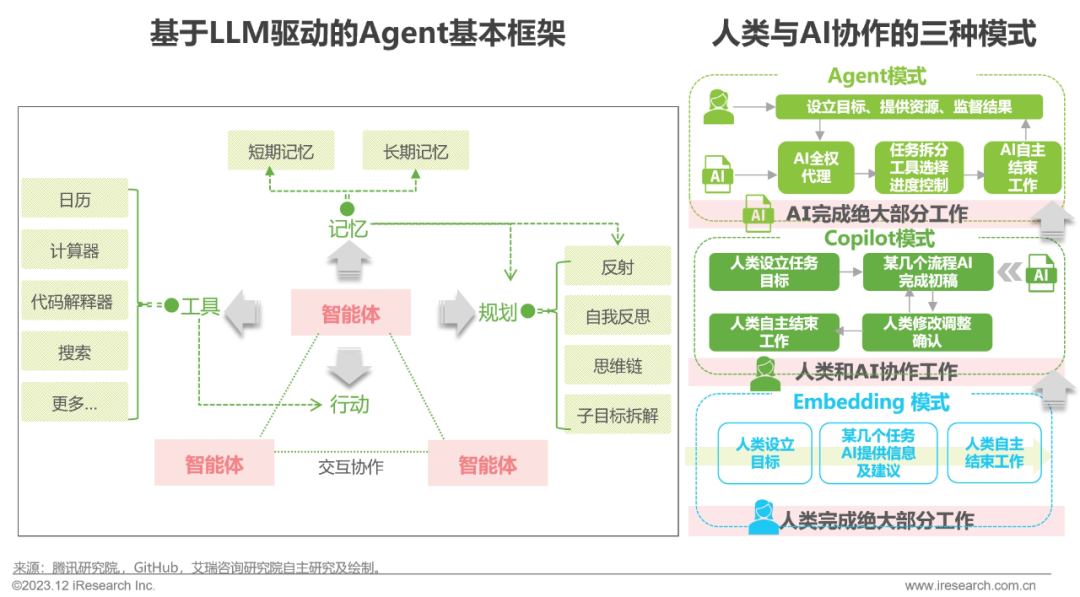 基于LLM驱动的Agent基本框架
短期记忆
长期记忆
日历
计算器
代码解释器
搜索
更多...
工具
记忆
智能体
规划
行动
反射
自我反思
思维链
子目标拆解
智能体
交互协作
智能体
人类与AI协作的三种模式
Agent模式
设立目标、提供资源、监督结果
AI
AI全权
代理
任务拆分
工具选择
进度控制
AI自主
结束
工作
AI
AI完成绝大部分工作
Copilot模式
人类设立任务
目标
某几个流程AI
完成初稿
AI
人类自主结束
工作
人类修改调整
确认
人类和AI协作工作
Embedding 模式
人类设立
目标
某几个任务
AI提供信息
及建议
人类自主
结束工作
人类完成绝大部分工作
来源：腾讯研究院,，GitHub，艾瑞咨询研究院自主研究及绘制。
©2023.12 iResearch Inc.
www.iresearch.com.cn